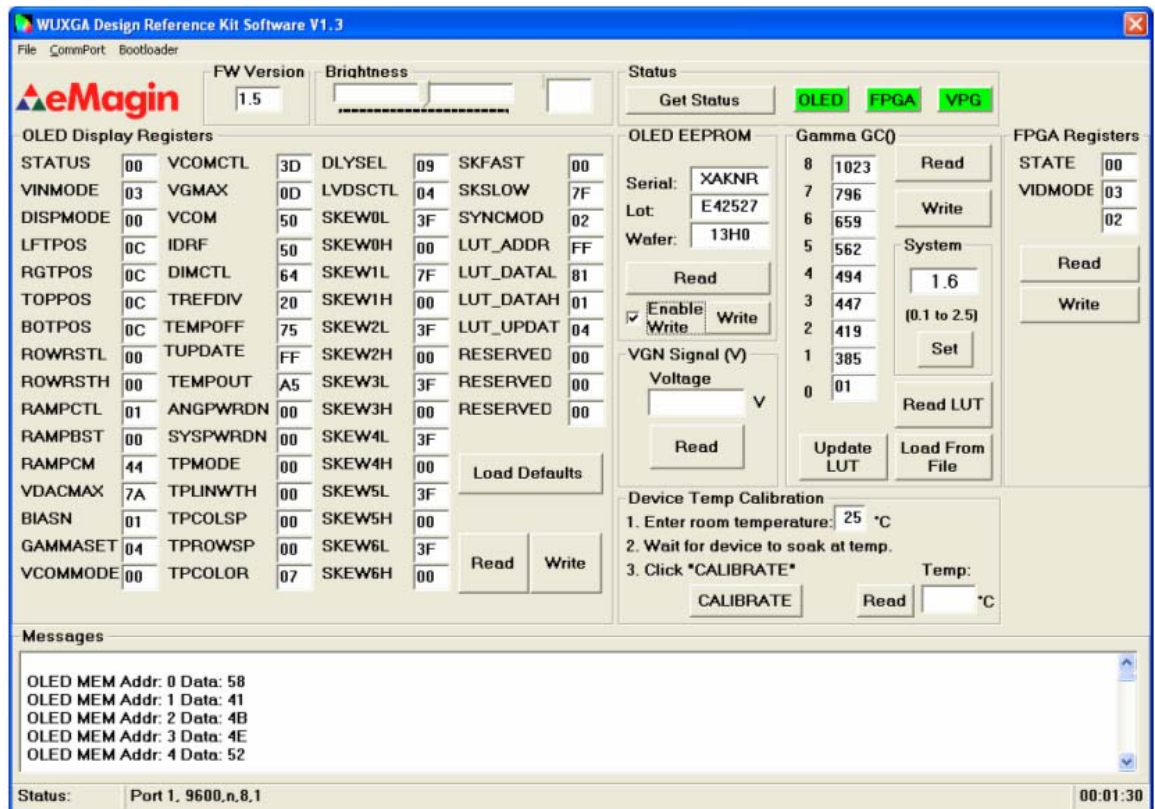 WUXGA Design Reference Kit Software V1.3
File CommPort Bootloader
eMagin
FW Version
1.5
Brightness
Status
Get Status
OLED FPGA VPG
OLED Display Registers
STATUS 00 VCOMCTL 3D DLYSEL 09 SKFAST 00
VINMODE 03 VGMAX 0D LVDSCTL 04 SKSLOW 7F
DISPMODE 00 VCOM 50 SKEW0L 3F SYNCMOD 02
LFTPOS 0C IDRF 50 SKEW0H 00 LUT_ADDR FF
RGTPOS 0C DIMCTL 64 SKEW1L 7F LUT_DATAL 81
TOPPOS 0C TREFDIV 20 SKEW1H 00 LUT_DATAH 01
BOTPOS 0C TEMPOFF 75 SKEW2L 3F LUT_UPDAT 04
ROWRSTL 00 TUPDATE FF SKEW2H 00 RESERVED 00
ROWRSTH 00 TEMPOUT A5 SKEW3L 3F RESERVED 00
RAMPCTL 01 ANGPWRDN 00 SKEW3H 00 RESERVED 00
RAMPBST 00 SYSPWRDN 00 SKEW4L 3F
RAMPCM 44 TPMODE 00 SKEW4H 00
VDACMAX 7A TPLINWTH 00 SKEW5L 3F
BIASN 01 TPCOLSP 00 SKEW5H 00
GAMMASET 04 TPROWSP 00 SKEW6L 3F
VCOMMODE 00 TPCOLOR 07 SKEW6H 00
Load Defaults
Read Write
OLED EEPROM
Serial: XAKNR
Lot: E42527
Wafer: 13H0
Read
Enable Write
Write
VGN Signal (V)
Voltage
V
Read
Gamma GC()
8 1023
7 796
6 659
5 562
4 494
3 447
2 419
1 385
0 01
Read
Write
System
1.6
(0.1 to 2.5)
Set
Read LUT
Update LUT
Load From File
FPGA Registers
STATE 00
VIDMODE 03
02
Read
Write
Device Temp Calibration
1. Enter room temperature: 25 °C
2. Wait for device to soak at temp.
3. Click "CALIBRATE"
Temp:
CALIBRATE Read °C
Messages
OLED MEM Addr: 0 Data: 58
OLED MEM Addr: 1 Data: 41
OLED MEM Addr: 2 Data: 4B
OLED MEM Addr: 3 Data: 4E
OLED MEM Addr: 4 Data: 52
Status: Port 1, 9600,n,8,1 00:01:30